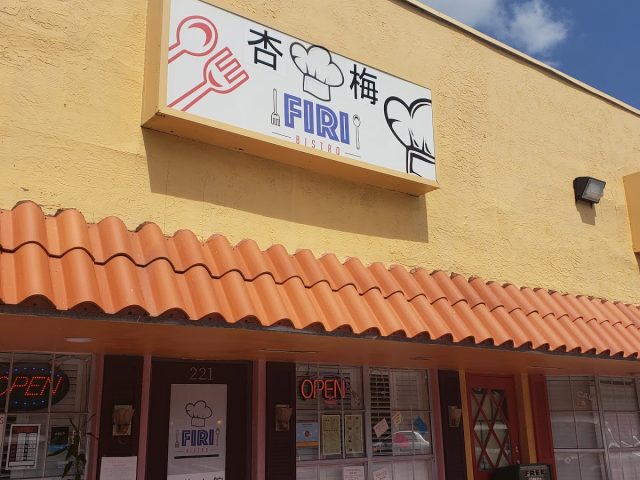 杏 梅
FIRI
BISTRO
OPEN
221
FIRI
BISTRO
OPEN
FREE